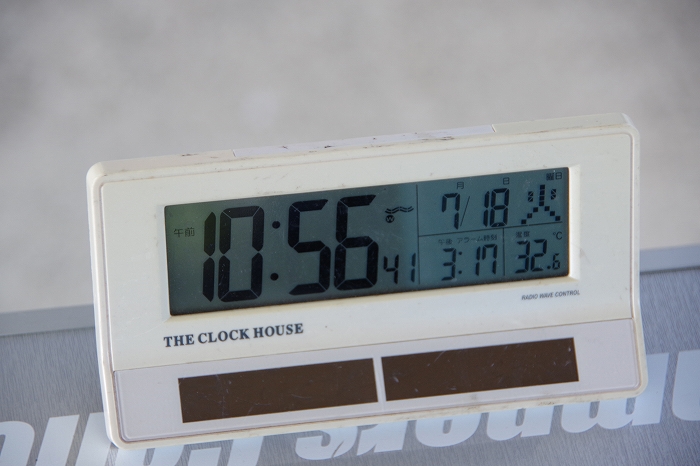 月 日 曜日
午前 10:56 41 7/18 火
午後 アラーム時刻 温度 °C
3:17 32.6
RADIO WAVE CONTROL
THE CLOCK HOUSE